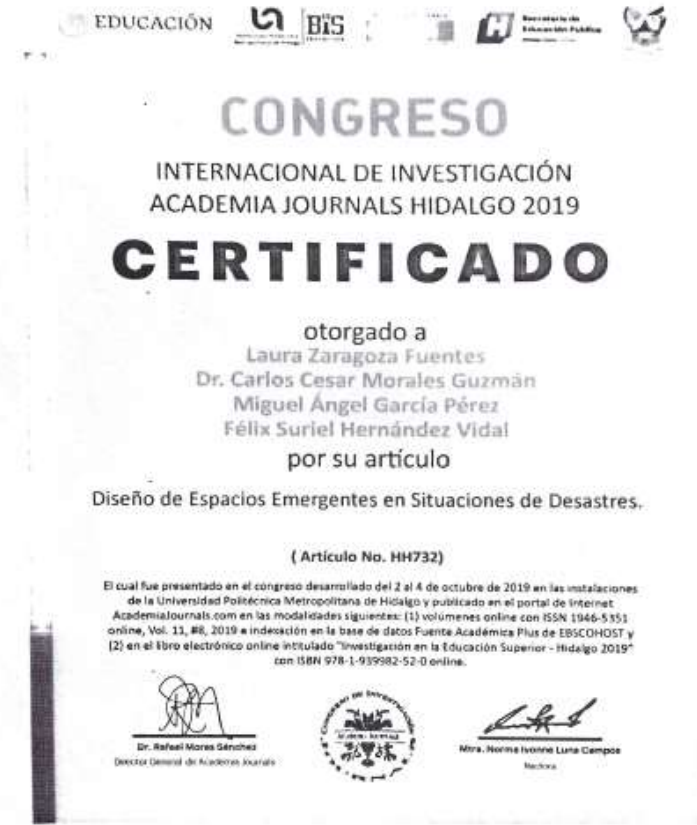 EDUCACIÓN
BiS
Secretaría de
Educación Pública
CONGRESO
INTERNACIONAL DE INVESTIGACIÓN
ACADEMIA JOURNALS HIDALGO 2019
CERTIFICADO
otorgado a
Laura Zaragoza Fuentes
Dr. Carlos Cesar Morales Guzmán
Miguel Ángel García Pérez
Félix Suriel Hernández Vidal
por su artículo
Diseño de Espacios Emergentes en Situaciones de Desastres.
( Artículo No. HH732)
El cual fue presentado en el congreso desarrollado del 2 al 4 de octubre de 2019 en las instalaciones
de la Universidad Politécnica Metropolitana de Hidalgo y publicado en el portal de Internet
AcademiaJournals.com en las modalidades siguientes: (1) volúmenes online con ISSN 1946-5351
online, Vol. 11, #8, 2019 e indexación en la base de datos Fuente Académica Plus de EBSCOHOST y
(2) en el libro electrónico online intitulado "Investigación en la Educación Superior - Hidalgo 2019"
con ISBN 978-1-939982-52-0 online.
CONGRESO DE INVESTIGACIÓN
Dr. Rafael Moras Sánchez
Director General de Academia Journals
Mtra. Norma Ivonne Luna Campos
Rectora